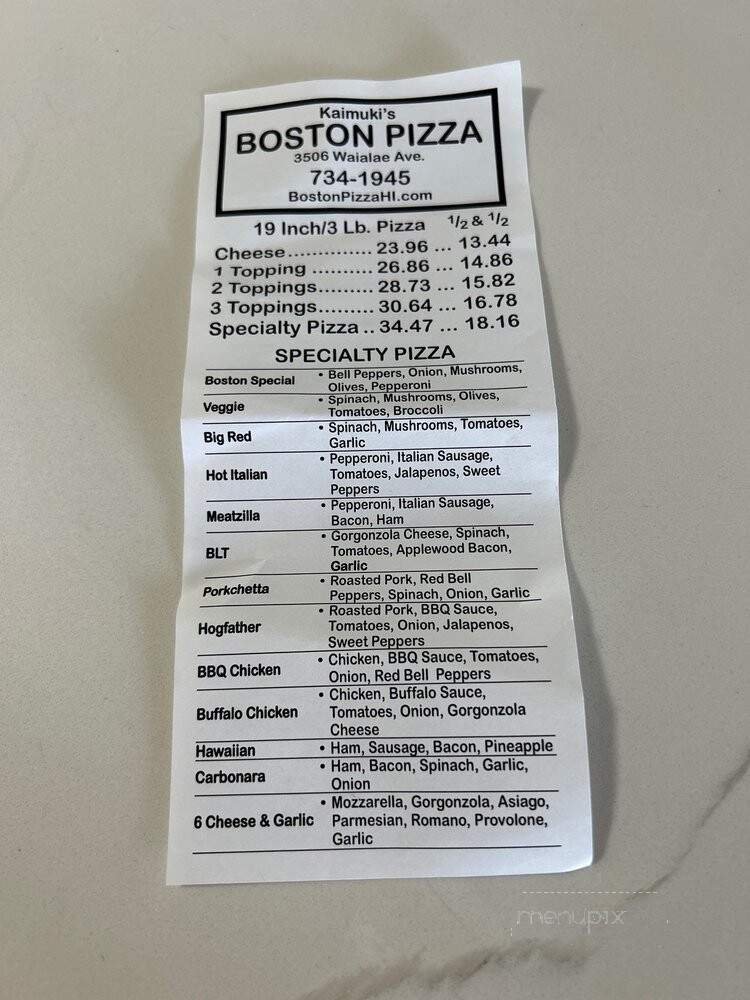 Kaimuki's
BOSTON PIZZA
3506 Waialae Ave.
734-1945
BostonPizzaHI.com
19 Inch/3 Lb. Pizza 1/2 & 1/2
Cheese.............. 23.96 ... 13.44
1 Topping .......... 26.86 ... 14.86
2 Toppings......... 28.73 ... 15.82
3 Toppings......... 30.64 ... 16.78
Specialty Pizza .. 34.47 ... 18.16
SPECIALTY PIZZA
Boston Special • Bell Peppers, Onion, Mushrooms,
Olives, Pepperoni
Veggie • Spinach, Mushrooms, Olives,
Tomatoes, Broccoli
Big Red • Spinach, Mushrooms, Tomatoes,
Garlic
Hot Italian • Pepperoni, Italian Sausage,
Tomatoes, Jalapenos, Sweet
Peppers
Meatzilla • Pepperoni, Italian Sausage,
Bacon, Ham
BLT • Gorgonzola Cheese, Spinach,
Tomatoes, Applewood Bacon,
Garlic
Porkchetta • Roasted Pork, Red Bell
Peppers, Spinach, Onion, Garlic
Hogfather • Roasted Pork, BBQ Sauce,
Tomatoes, Onion, Jalapenos,
Sweet Peppers
BBQ Chicken • Chicken, BBQ Sauce, Tomatoes,
Onion, Red Bell Peppers
Buffalo Chicken • Chicken, Buffalo Sauce,
Tomatoes, Onion, Gorgonzola
Cheese
Hawaiian • Ham, Sausage, Bacon, Pineapple
Carbonara • Ham, Bacon, Spinach, Garlic,
Onion
6 Cheese & Garlic • Mozzarella, Gorgonzola, Asiago,
Parmesian, Romano, Provolone,
Garlic
menupix